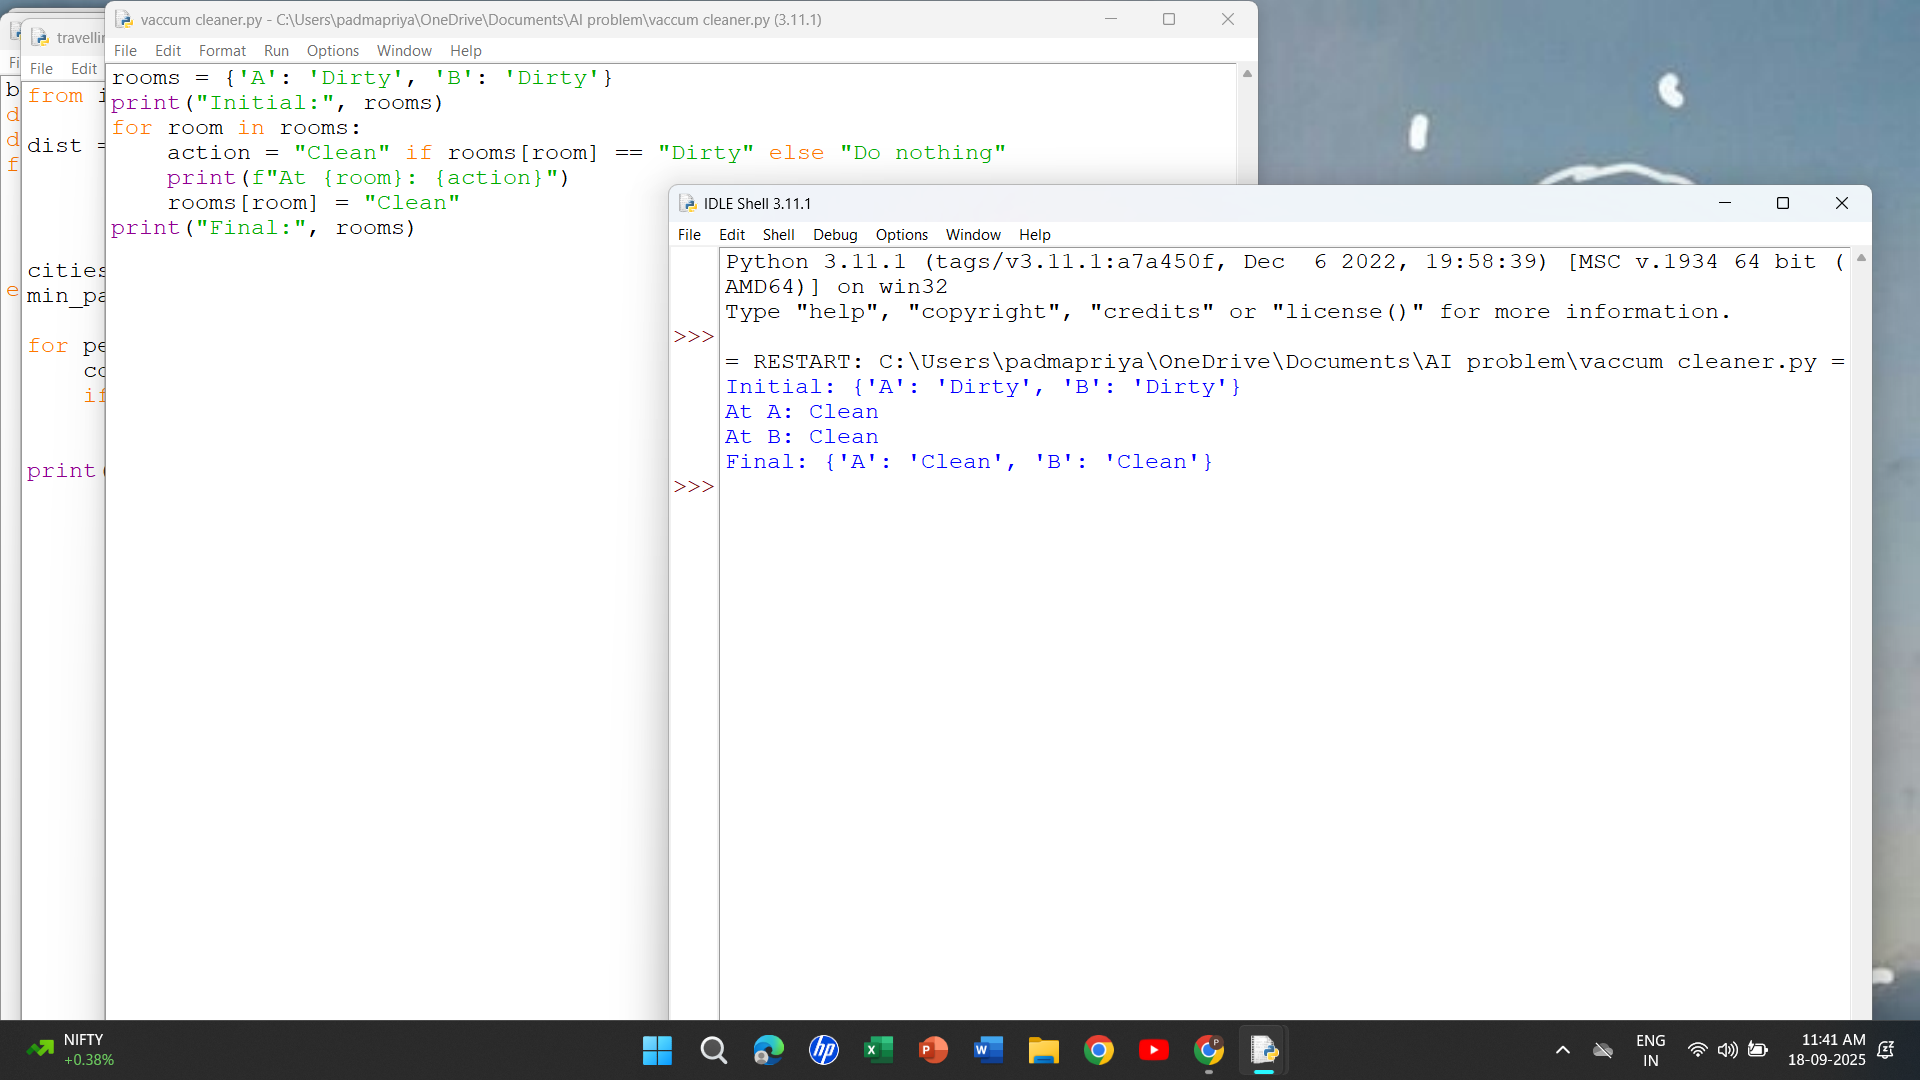 vaccum cleaner.py - C:\Users\padmapriya\OneDrive\Documents\AI problem\vaccum cleaner.py (3.11.1)
File Edit Format Run Options Window Help
rooms = {'A': 'Dirty', 'B': 'Dirty'}
print("Initial:", rooms)
for room in rooms:
    action = "Clean" if rooms[room] == "Dirty" else "Do nothing"
    print(f"At {room}: {action}")
    rooms[room] = "Clean"
print("Final:", rooms)
File Edit
from i
dist =
cities
min_pa
for pe
co
if
print(
b
d
d
f
e
IDLE Shell 3.11.1
File Edit Shell Debug Options Window Help
Python 3.11.1 (tags/v3.11.1:a7a450f, Dec  6 2022, 19:58:39) [MSC v.1934 64 bit (
AMD64)] on win32
Type "help", "copyright", "credits" or "license()" for more information.
>>>
= RESTART: C:\Users\padmapriya\OneDrive\Documents\AI problem\vaccum cleaner.py =
Initial: {'A': 'Dirty', 'B': 'Dirty'}
At A: Clean
At B: Clean
Final: {'A': 'Clean', 'B': 'Clean'}
>>>
NIFTY
+0.38%
ENG
IN
11:41 AM
18-09-2025